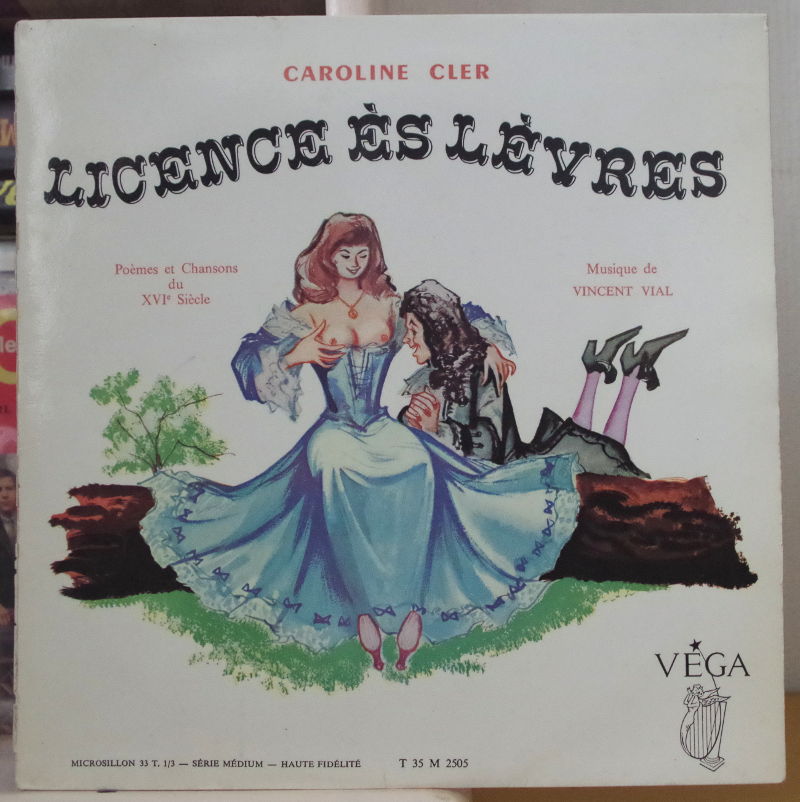 CAROLINE CLER
LICENCE ÈS LÈVRES
Poèmes et Chansons
du
XVIe Siècle
Musique de
VINCENT VIAL
VÉGA
MICROSILLON 33 T. 1/3 — SÉRIE MÉDIUM — HAUTE FIDÉLITÉ T 35 M 2505